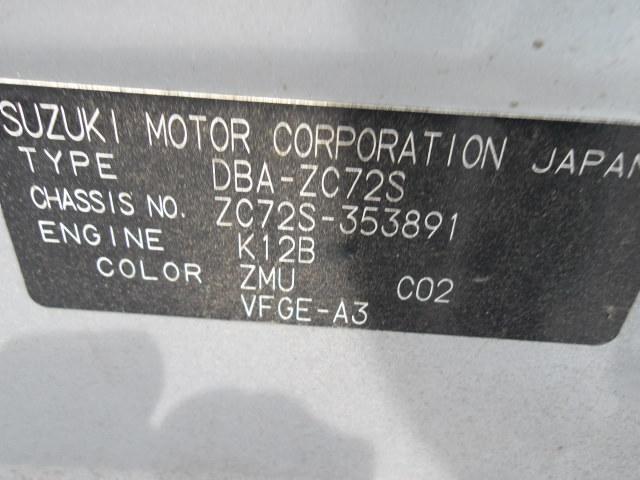 SUZUKI MOTOR CORPORATION JAPAN
TYPE DBA-ZC72S
CHASSIS NO. ZC72S-353891
ENGINE K12B
COLOR ZMU C02
VFGE-A3